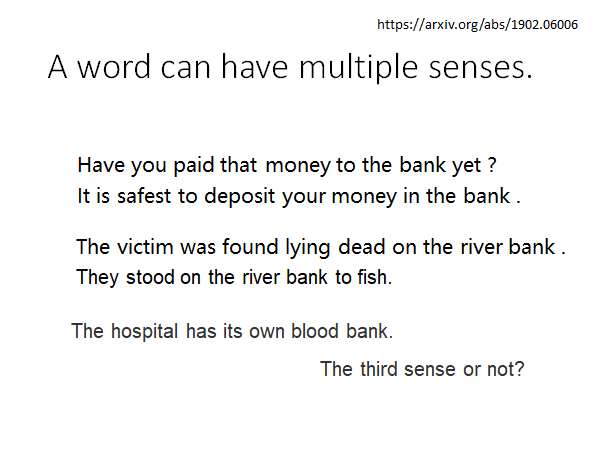 https://arxiv.org/abs/1902.06006
A word can have multiple senses.
Have you paid that money to the bank yet ?
It is safest to deposit your money in the bank .
The victim was found lying dead on the river bank .
They stood on the river bank to fish.
The hospital has its own blood bank.
The third sense or not?